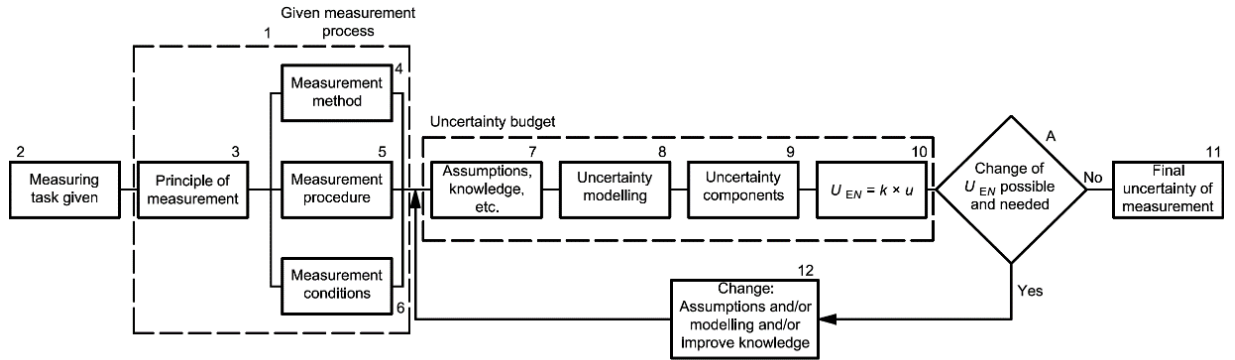 Given measurement
process
1
4
Measurement
method
Uncertainty budget
2
Measuring
task given
3
Principle of
measurement
5
Measurement
procedure
7
Assumptions,
knowledge,
etc.
8
Uncertainty
modelling
9
Uncertainty
components
10
U EN = k × u
A
Change of
U EN possible
and needed
No
11
Final
uncertainty of
measurement
Measurement
conditions
6
Yes
12
Change:
Assumptions and/or
modelling and/or
improve knowledge